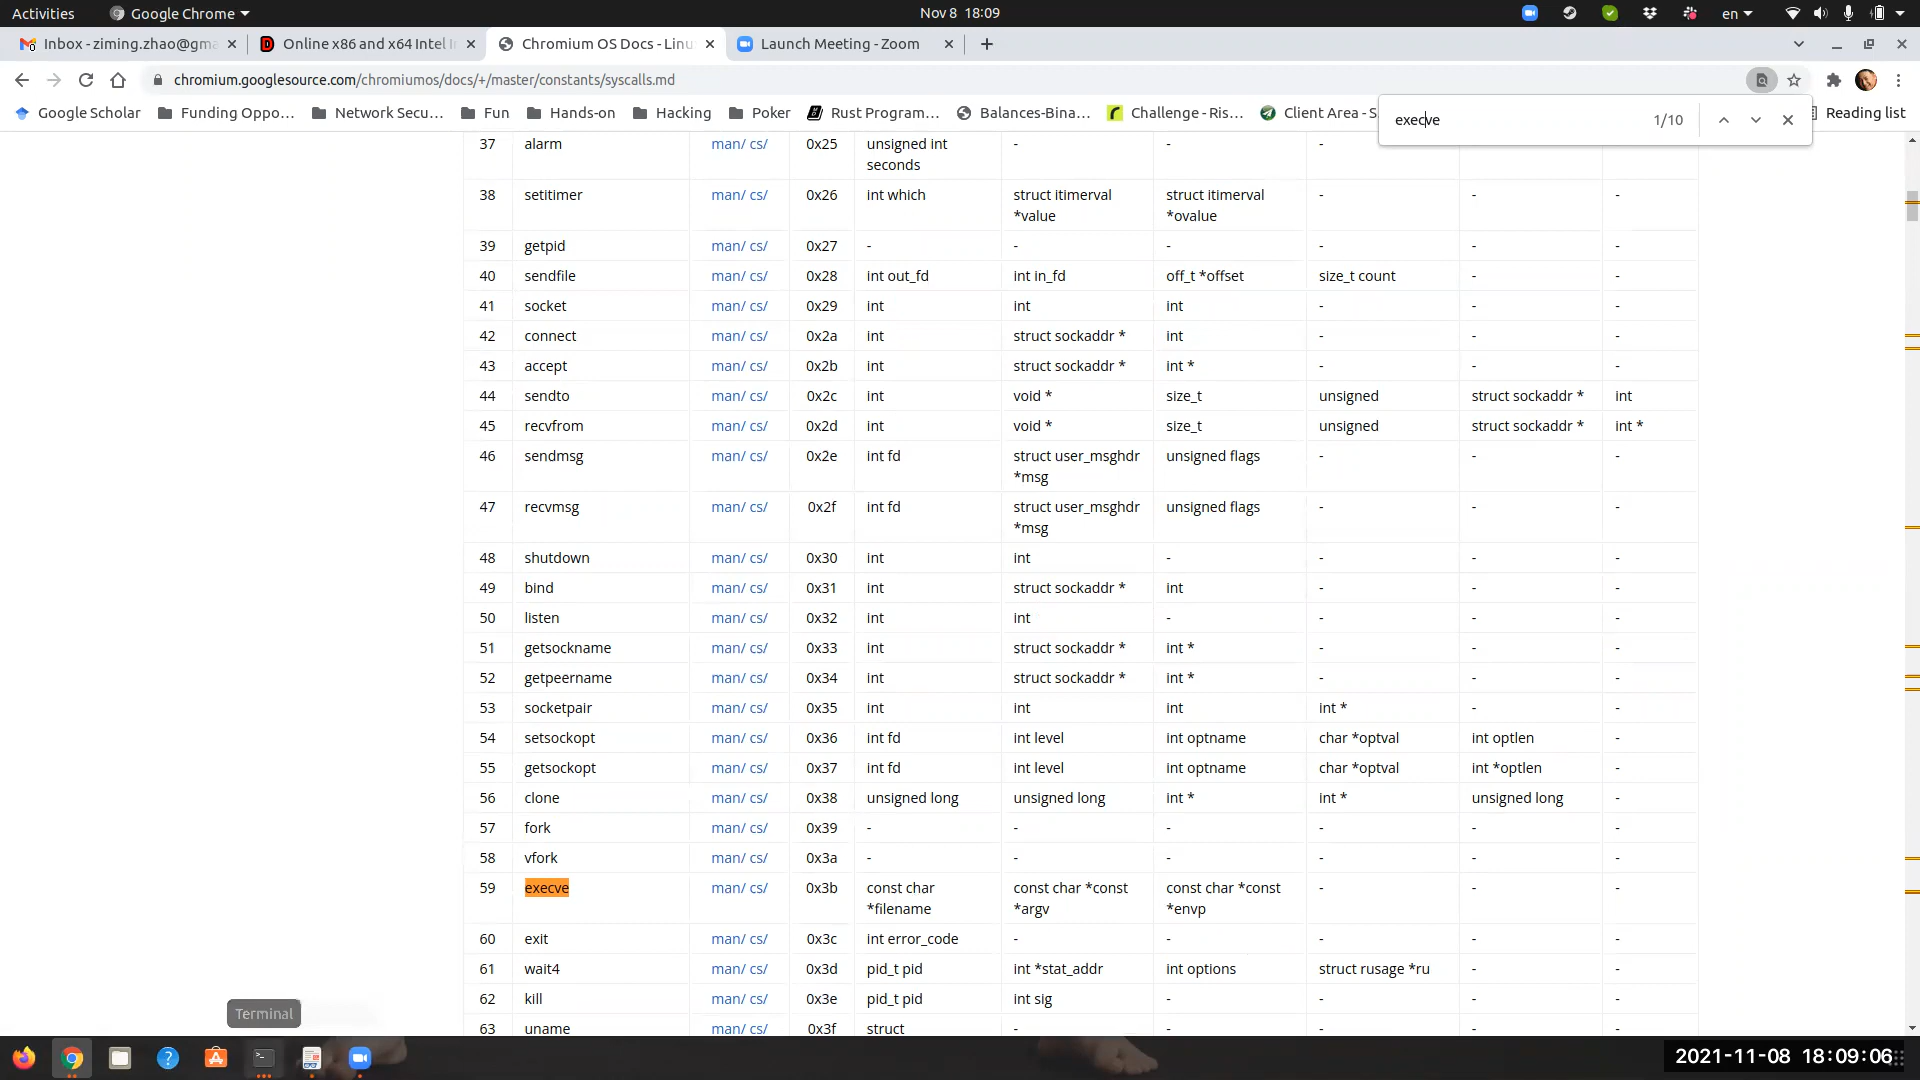 Activities Google Chrome Nov 8 18:09 en
Inbox - ziming.zhao@gma Online x86 and x64 Intel I Chromium OS Docs - Linu Launch Meeting - Zoom
chromium.googlesource.com/chromiumos/docs/+/master/constants/syscalls.md
Google Scholar Funding Oppo... Network Secu... Fun Hands-on Hacking Poker Rust Program... Balances-Bina... Challenge - Ris... Client Area - S Reading list
execve 1/10
37 alarm man/ cs/ 0x25 unsigned int seconds - - - - -
38 setitimer man/ cs/ 0x26 int which struct itimerval *value struct itimerval *ovalue - - -
39 getpid man/ cs/ 0x27 - - - - - -
40 sendfile man/ cs/ 0x28 int out_fd int in_fd off_t *offset size_t count - -
41 socket man/ cs/ 0x29 int int int - - -
42 connect man/ cs/ 0x2a int struct sockaddr * int - - -
43 accept man/ cs/ 0x2b int struct sockaddr * int * - - -
44 sendto man/ cs/ 0x2c int void * size_t unsigned struct sockaddr * int
45 recvfrom man/ cs/ 0x2d int void * size_t unsigned struct sockaddr * int *
46 sendmsg man/ cs/ 0x2e int fd struct user_msghdr *msg unsigned flags - - -
47 recvmsg man/ cs/ 0x2f int fd struct user_msghdr *msg unsigned flags - - -
48 shutdown man/ cs/ 0x30 int int - - - -
49 bind man/ cs/ 0x31 int struct sockaddr * int - - -
50 listen man/ cs/ 0x32 int int - - - -
51 getsockname man/ cs/ 0x33 int struct sockaddr * int * - - -
52 getpeername man/ cs/ 0x34 int struct sockaddr * int * - - -
53 socketpair man/ cs/ 0x35 int int int int * - -
54 setsockopt man/ cs/ 0x36 int fd int level int optname char *optval int optlen -
55 getsockopt man/ cs/ 0x37 int fd int level int optname char *optval int *optlen -
56 clone man/ cs/ 0x38 unsigned long unsigned long int * int * unsigned long -
57 fork man/ cs/ 0x39 - - - - - -
58 vfork man/ cs/ 0x3a - - - - - -
59 execve man/ cs/ 0x3b const char *filename const char *const *argv const char *const *envp - - -
60 exit man/ cs/ 0x3c int error_code - - - - -
61 wait4 man/ cs/ 0x3d pid_t pid int *stat_addr int options struct rusage *ru - -
62 kill man/ cs/ 0x3e pid_t pid int sig - - - -
63 uname man/ cs/ 0x3f struct - - - - -
Terminal
2021-11-08 18:09:06